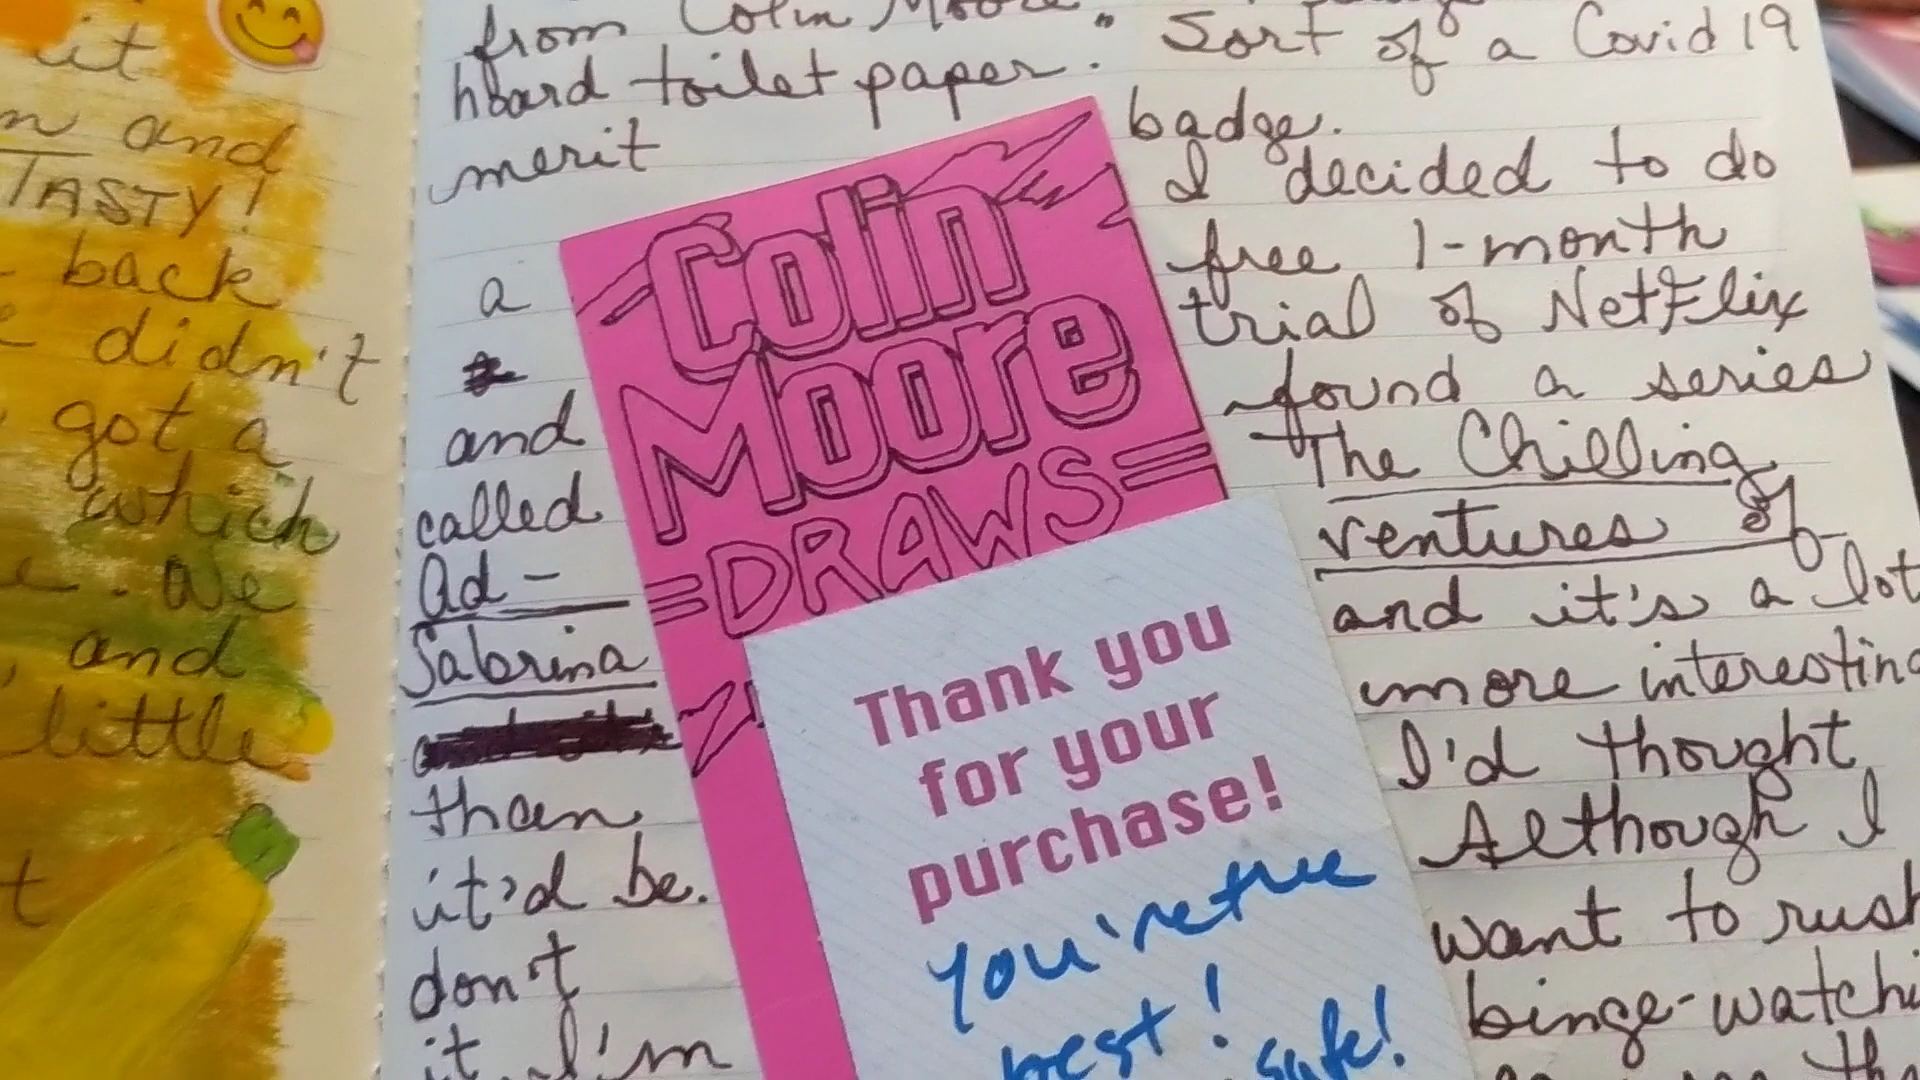 it
and
TASTY!
back
didn't
got a
which
. We
and
little
from Colin Moore
hoard toilet paper." Sort of a Covid 19
merit badge.
I decided to do
a free 1-month
trial of NetFlix
and found a series
called The Chilling
Ad-ventures of
Sabrina and it's a lot
more interesting
than I'd thought
it'd be. Although I
don't want to rush
it. I'm binge-watchi
Colin
Moore
DRAWS
Thank you
for your
purchase!
You're the
best!
safe!